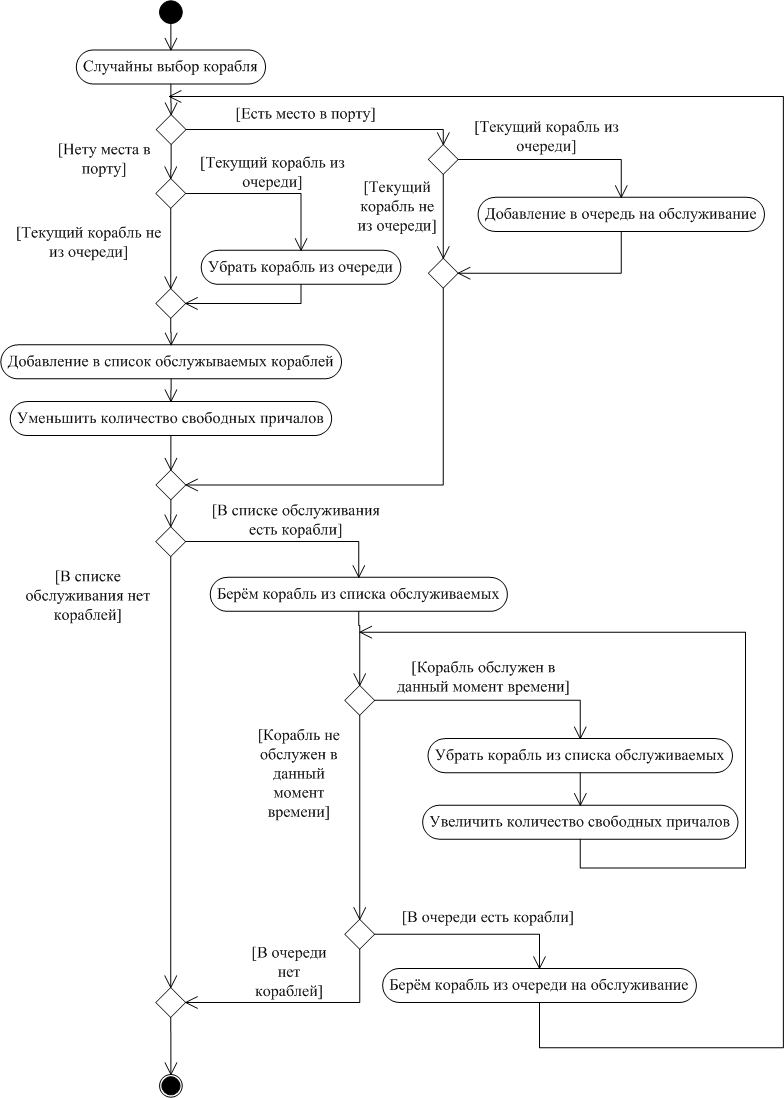 Случайны выбор корабля
[Есть место в порту]
[Нету места в
порту]
[Текущий корабль из
очереди]
[Текущий корабль из
очереди]
[Текущий
корабль не
из очереди]
Добавление в очередь на обслуживание
[Текущий корабль не
из очереди]
Убрать корабль из очереди
Добавление в список обслужываемых кораблей
Уменьшить количество свободных причалов
[В списке обслуживания
есть корабли]
[В списке
обслуживания нет
кораблей]
Берём корабль из списка обслуживаемых
[Корабль обслужен в
данный момент времени]
[Корабль не
обслужен в
данный
момент
времени]
Убрать корабль из списка обслуживаемых
Увеличить количество свободных причалов
[В очереди есть корабли]
[В очереди
нет
кораблей]
Берём корабль из очереди на обслуживание